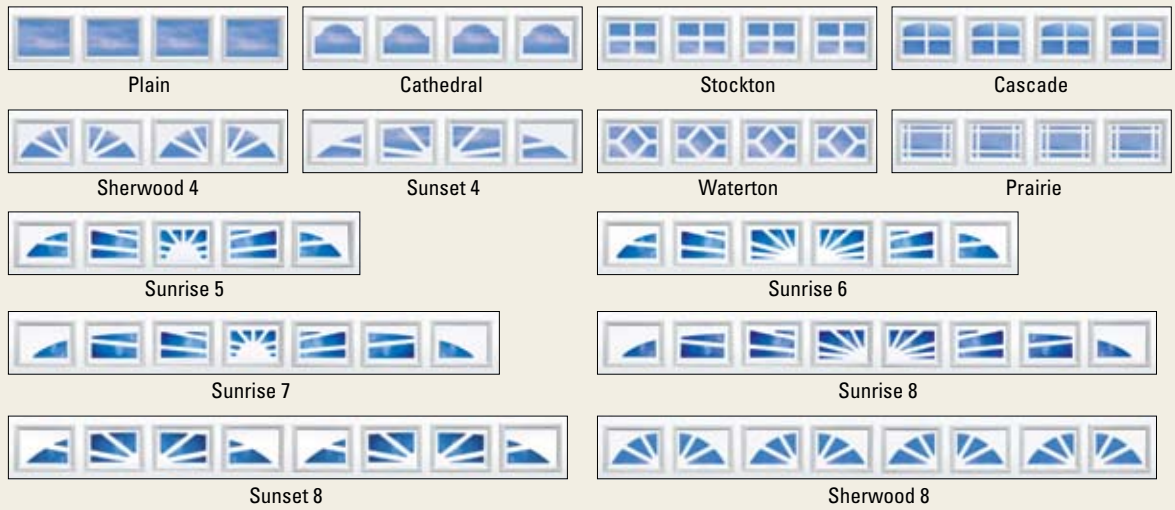 Plain
Cathedral
Stockton
Cascade
Sherwood 4
Sunset 4
Waterton
Prairie
Sunrise 5
Sunrise 6
Sunrise 7
Sunrise 8
Sunset 8
Sherwood 8